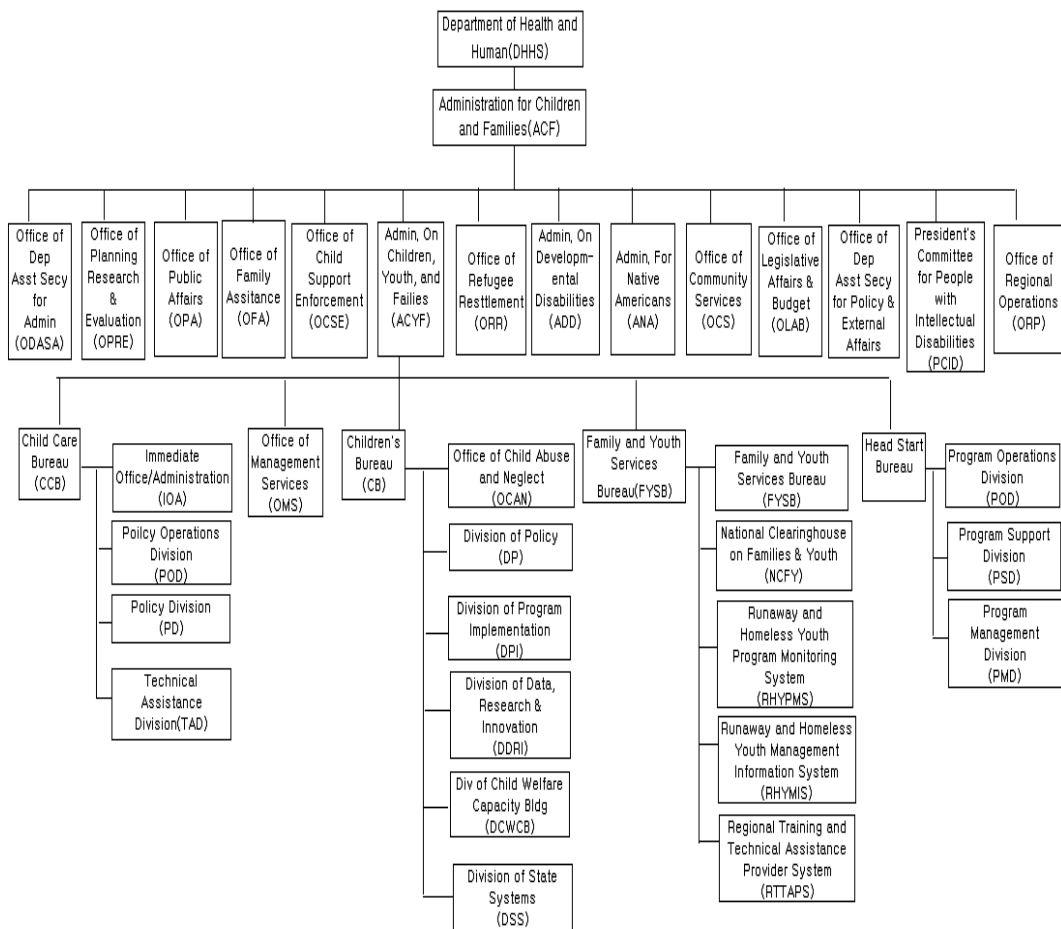 Department of Health and
Human(DHHS)
Administration for Children
and Families(ACF)
Office of
Dep
Asst Secy
for
Admin
(ODASA)
Office of
Planning
Research
&
Evaluation
(OPRE)
Office of
Public
Affairs
(OPA)
Office of
Family
Assitance
(OFA)
Office of
Child
Support
Enforcement
(OCSE)
Admin, On
Children,
Youth, and
Failies
(ACYF)
Office of
Refugee
Resttlement
(ORR)
Admin, On
Developm-
mental
Disabilities
(ADD)
Admin, For
Native
Americans
(ANA)
Office of
Community
Services
(OCS)
Office of
Legislative
Affairs &
Budget
(OLAB)
Office of
Dep
Asst Secy
for Policy &
External
Affairs
President's
Committee
for People
with
Intellectual
Disabilities
(PCID)
Office of
Regional
Operations
(ORP)
Child Care
Bureau
(CCB)
Immediate
Office/Administration
(IOA)
Poilcy Operations
Division
(POD)
Policy Division
(PD)
Technical
Assistance
Division(TAD)
Office of
Management
Services
(OMS)
Children's
Bureau
(CB)
Office of Child Abuse
and Neglect
(OCAN)
Division of Policy
(DP)
Division of Program
Implementation
(DPI)
Division of Data,
Research &
Innovation
(DDRI)
Div of Child Welfare
Capacity Bldg
(DCWCB)
Division of State
Systems
(DSS)
Family and Youth
Services
Bureau(FYSB)
Family and Youth
Services Bureau
(FYSB)
National Clearinghouse
on Families & Youth
(NCFY)
Runaway and
Homeless Youth
Program Monitoring
System
(RHYPMS)
Runaway and Homeless
Youth Management
Information System
(RHYMIS)
Regional Training and
Technical Assistance
Provider System
(RTTAPS)
Head Start
Bureau
Program Operations
Division
(POD)
Program Support
Division
(PSD)
Program
Management
Division
(PMD)